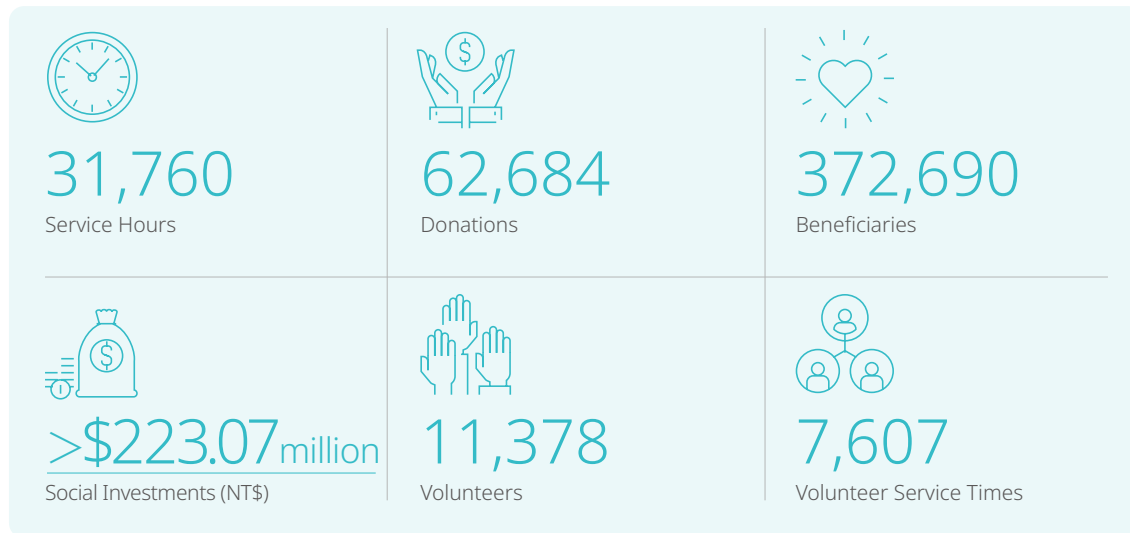 31,760
Service Hours
$
62,684
Donations
372,690
Beneficiaries
$
>$223.07million
Social Investments (NT$)
11,378
Volunteers
7,607
Volunteer Service Times